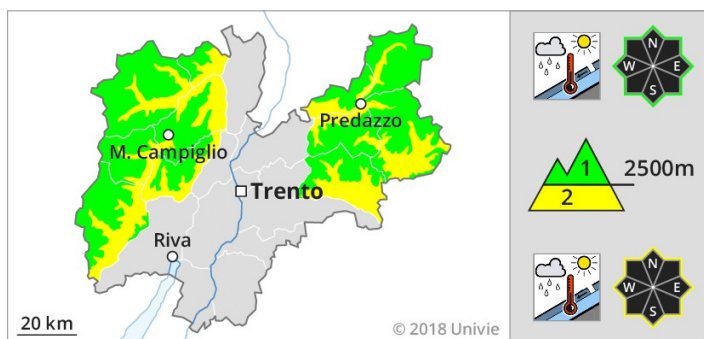 Predazzo
M. Campiglio
Trento
Riva
20 km
© 2018 Univie
N
W E
S
1
2500m
2
N
W E
S